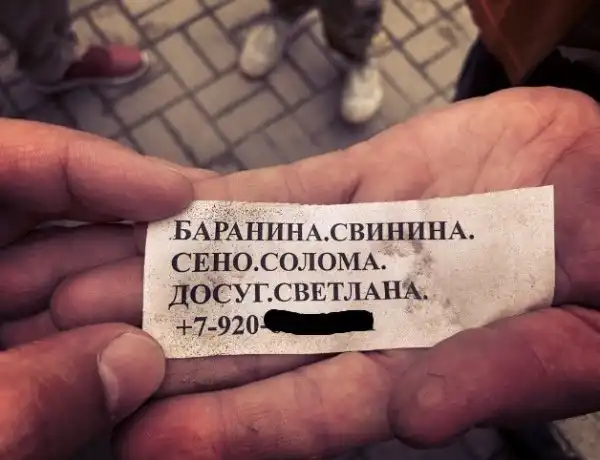 БАРАНИНА.СВИНИНА.
СЕНО.СОЛОМА.
ДОСУГ.СВЕТЛАНА.
+7-920-